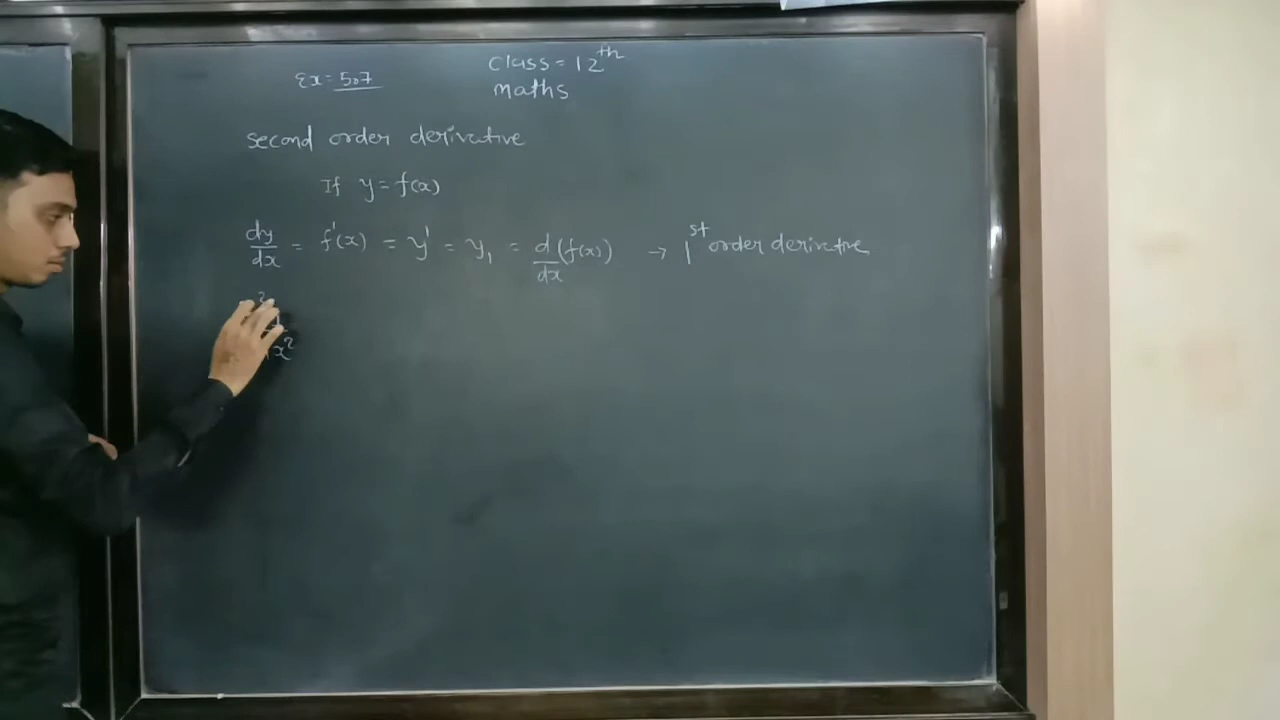 Ex = 5.7
Class = 12th
maths
second order derivative
If y = f(x)
dy/dx = f'(x) = y' = y₁ = d/dx (f(x)) → 1st order derivative